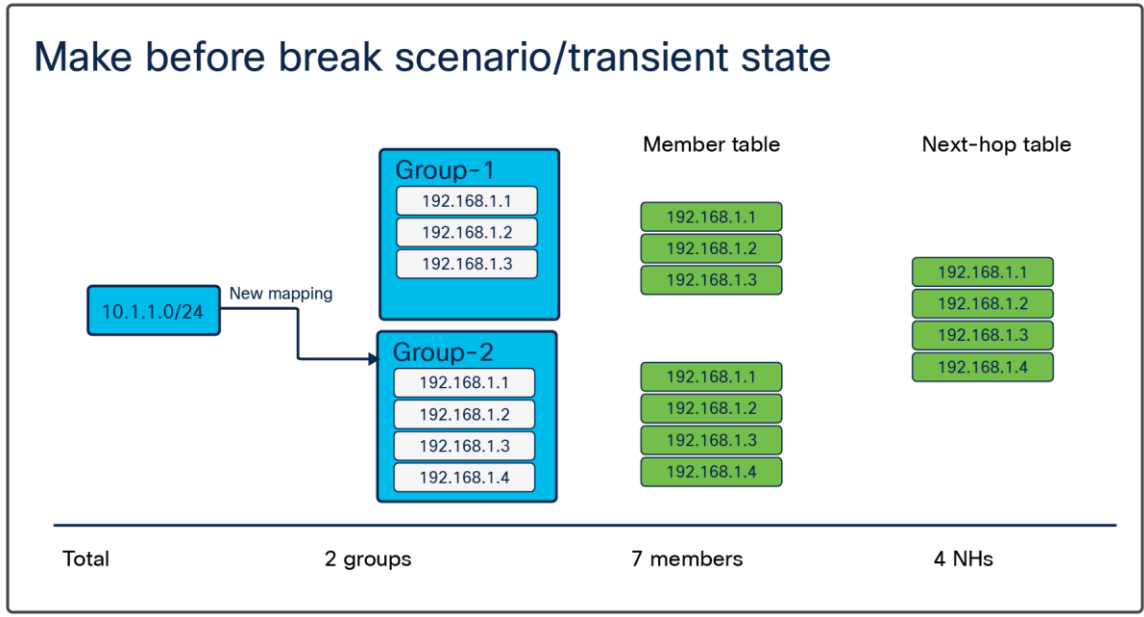 Make before break scenario/transient state
Member table
Next-hop table
Group-1
192.168.1.1
192.168.1.2
192.168.1.3
192.168.1.1
192.168.1.2
192.168.1.3
10.1.1.0/24
New mapping
192.168.1.1
192.168.1.2
192.168.1.3
192.168.1.4
Group-2
192.168.1.1
192.168.1.2
192.168.1.3
192.168.1.4
192.168.1.1
192.168.1.2
192.168.1.3
192.168.1.4
Total
2 groups
7 members
4 NHs